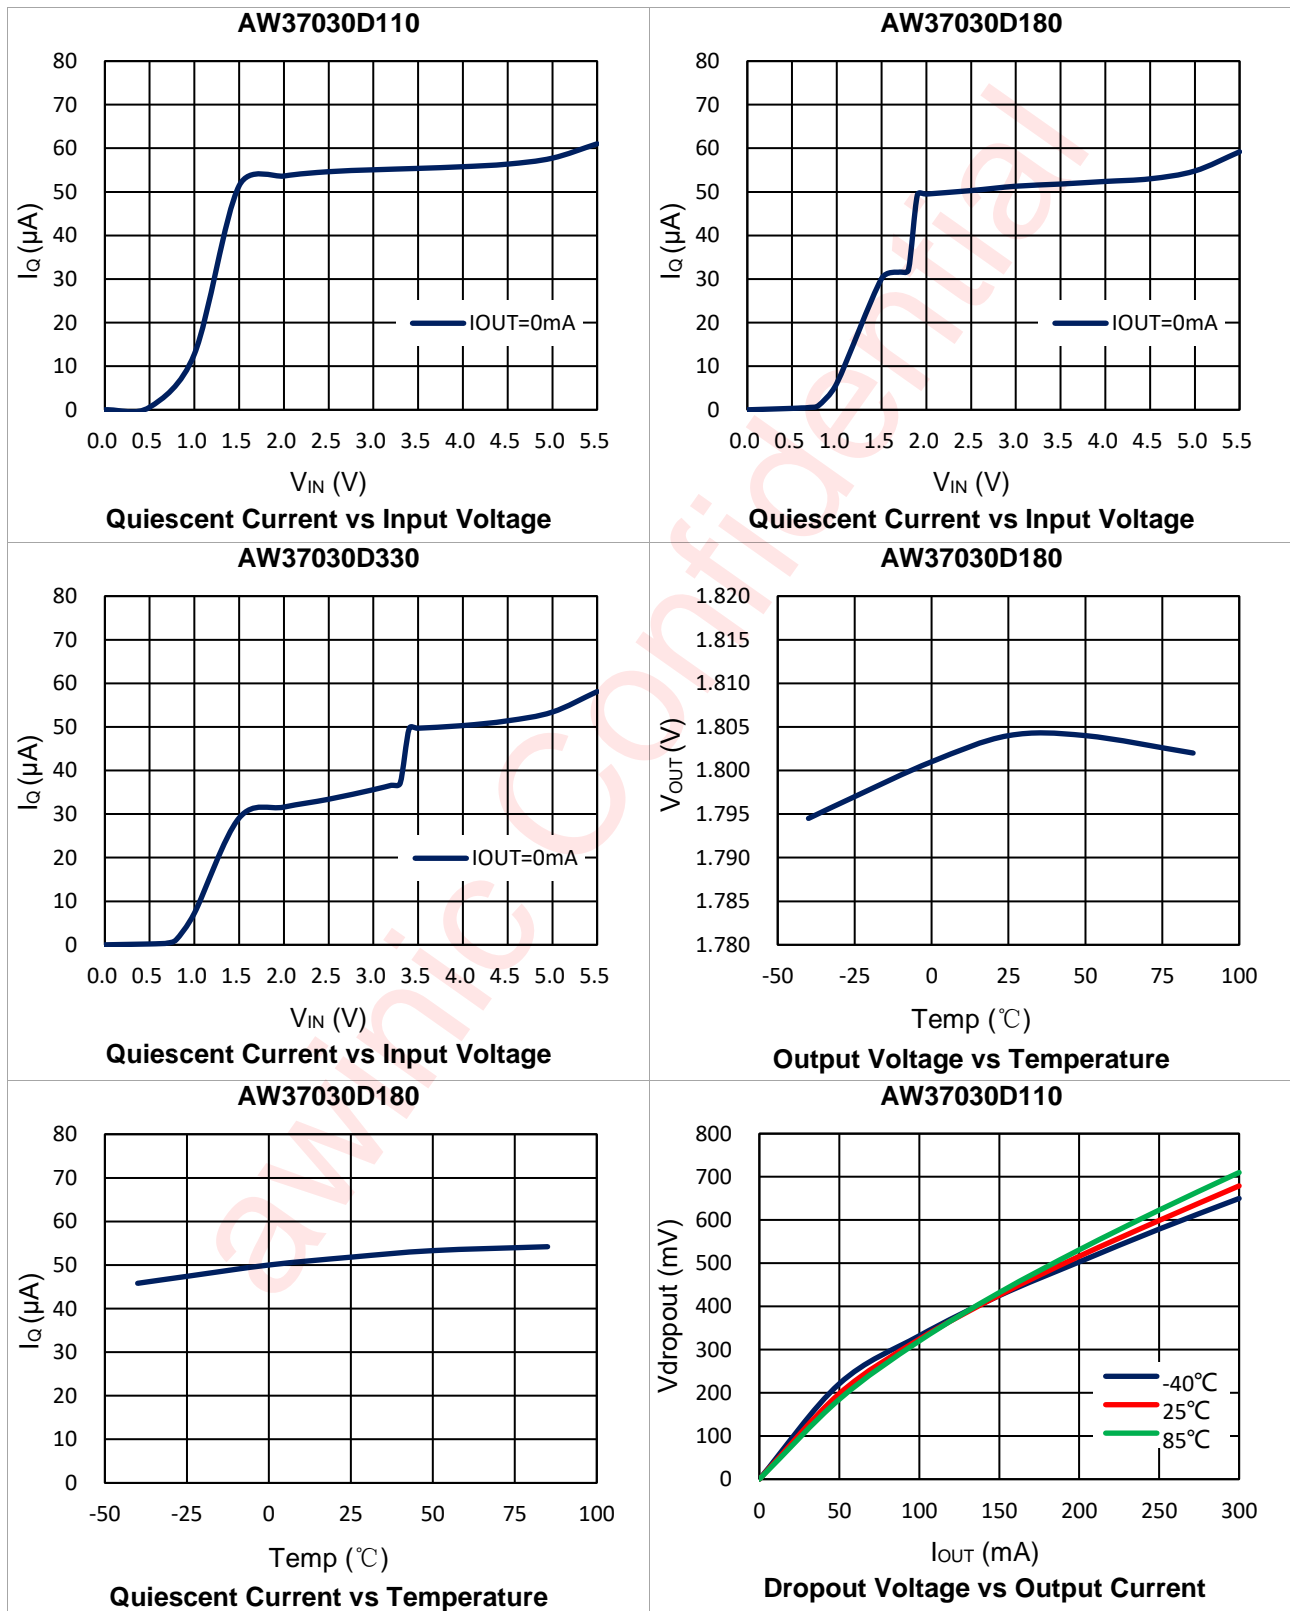 AW37030D110
80
70
60
50
40
30
20
10
0
IQ (μA)
IOUT=0mA
0.0 0.5 1.0 1.5 2.0 2.5 3.0 3.5 4.0 4.5 5.0 5.5
VIN (V)
Quiescent Current vs Input Voltage
AW37030D180
80
70
60
50
40
30
20
10
0
IQ (μA)
IOUT=0mA
0.0 0.5 1.0 1.5 2.0 2.5 3.0 3.5 4.0 4.5 5.0 5.5
VIN (V)
Quiescent Current vs Input Voltage
AW37030D330
80
70
60
50
40
30
20
10
0
IQ (μA)
IOUT=0mA
0.0 0.5 1.0 1.5 2.0 2.5 3.0 3.5 4.0 4.5 5.0 5.5
VIN (V)
Quiescent Current vs Input Voltage
AW37030D180
1.820
1.815
1.810
1.805
1.800
1.795
1.790
1.785
1.780
VOUT (V)
-50 -25 0 25 50 75 100
Temp (℃)
Output Voltage vs Temperature
AW37030D180
80
70
60
50
40
30
20
10
0
IQ (μA)
-50 -25 0 25 50 75 100
Temp (℃)
Quiescent Current vs Temperature
AW37030D110
800
700
600
500
400
300
200
100
0
Vdropout (mV)
-40℃
25℃
85℃
0 50 100 150 200 250 300
IOUT (mA)
Dropout Voltage vs Output Current
awinic Confidential